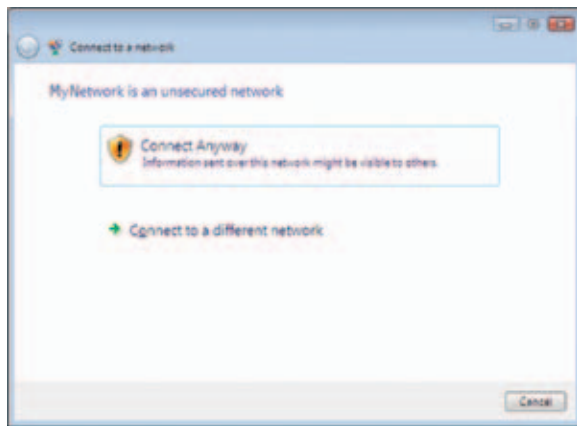 Connect to a network
MyNetwork is an unsecured network
Connect Anyway
Information sent over this network might be visible to others.
Connect to a different network
Cancel